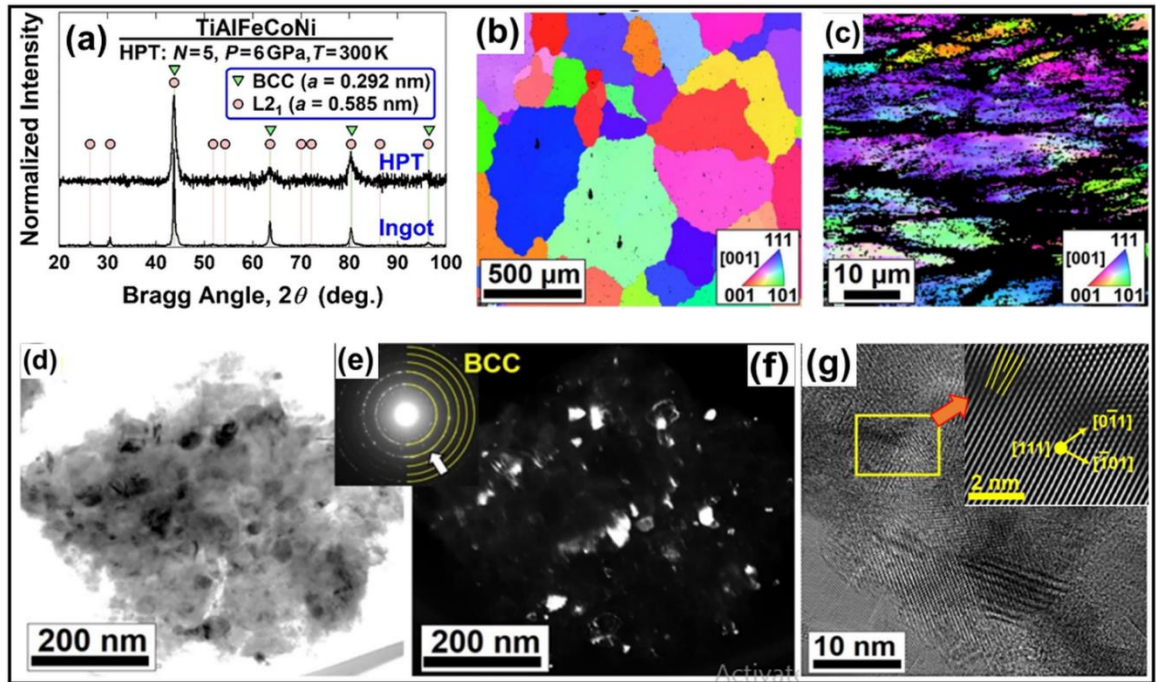 (a)
TiAlFeCoNi
HPT: N=5, P=6GPa, T=300K
BCC (a = 0.292 nm)
L2₁ (a = 0.585 nm)
HPT
Ingot
Normalized Intensity
20 30 40 50 60 70 80 90 100
Bragg Angle, 2θ (deg.)
(b)
500 μm
111
[001]
001 101
(c)
10 μm
111
[001]
001 101
(d)
200 nm
(e)
BCC
(f)
200 nm
(g)
[01̄1]
[111]
[1̄01]
2 nm
10 nm